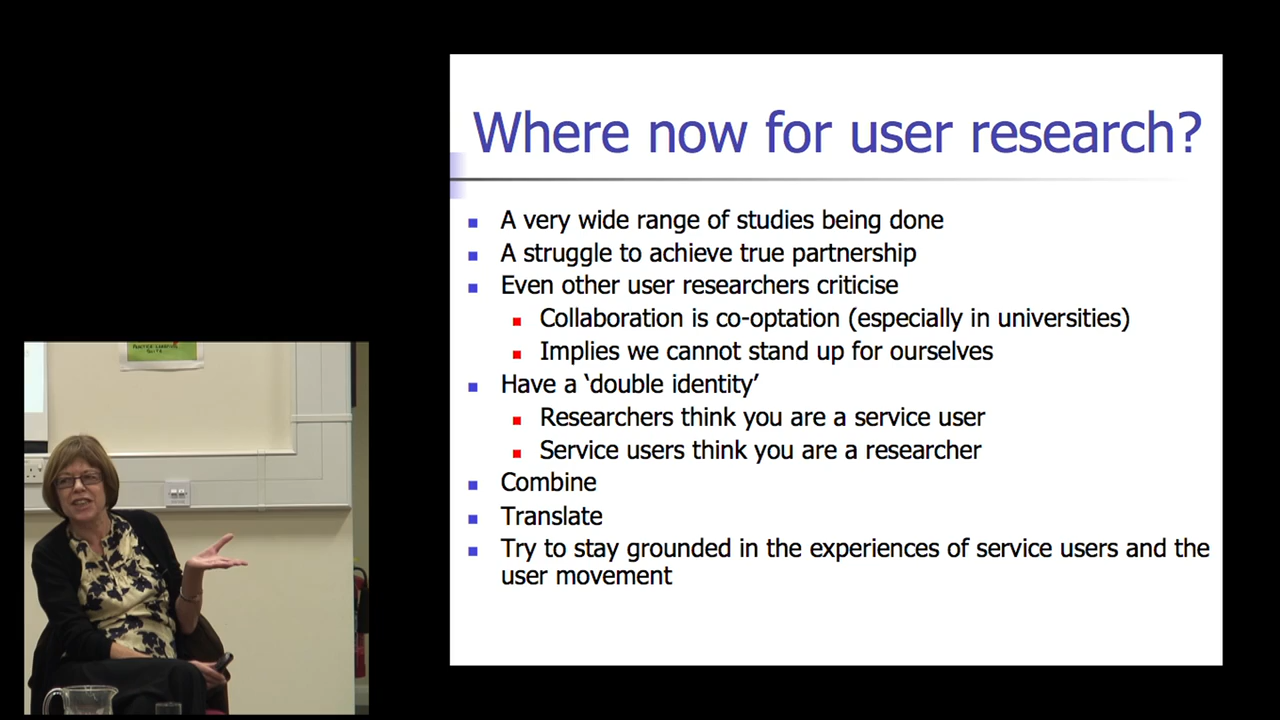 Where now for user research?
A very wide range of studies being done
A struggle to achieve true partnership
Even other user researchers criticise
Collaboration is co-optation (especially in universities)
Implies we cannot stand up for ourselves
Have a ‘double identity’
Researchers think you are a service user
Service users think you are a researcher
Combine
Translate
Try to stay grounded in the experiences of service users and the
user movement